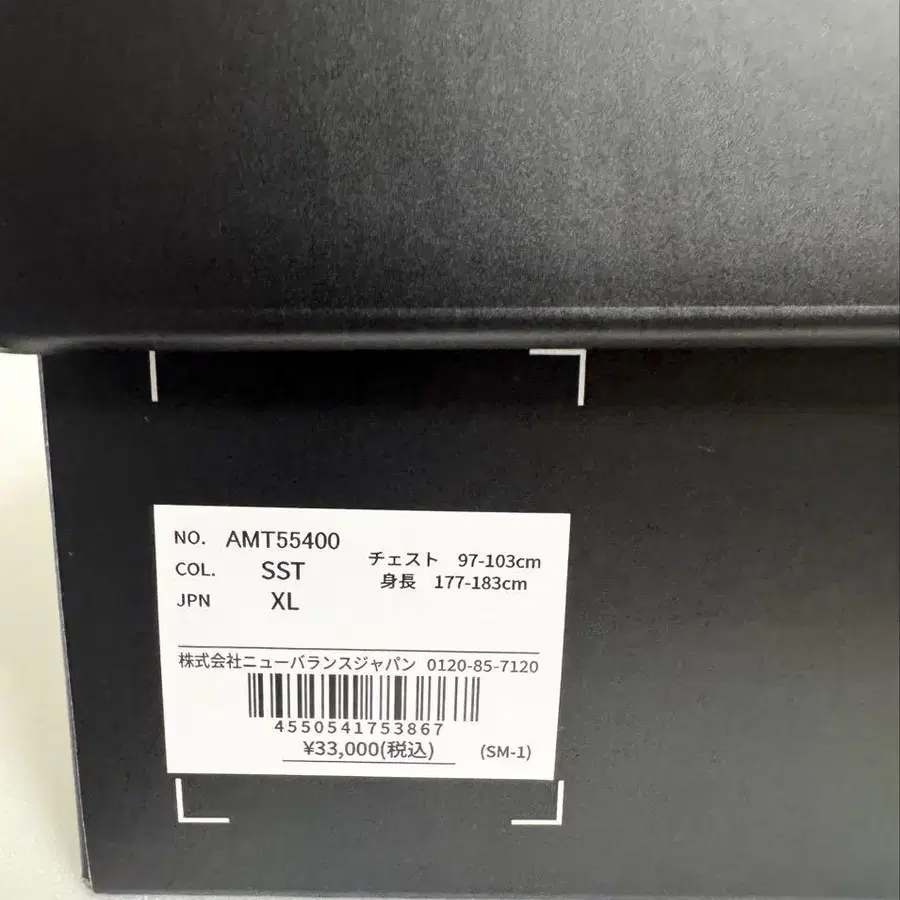 NO. AMT55400
COL. SST
JPN XL
チェスト 97-103cm
身長 177-183cm
株式会社ニューバランスジャパン 0120-85-7120
4550541753867
¥33,000(税込) (SM-1)